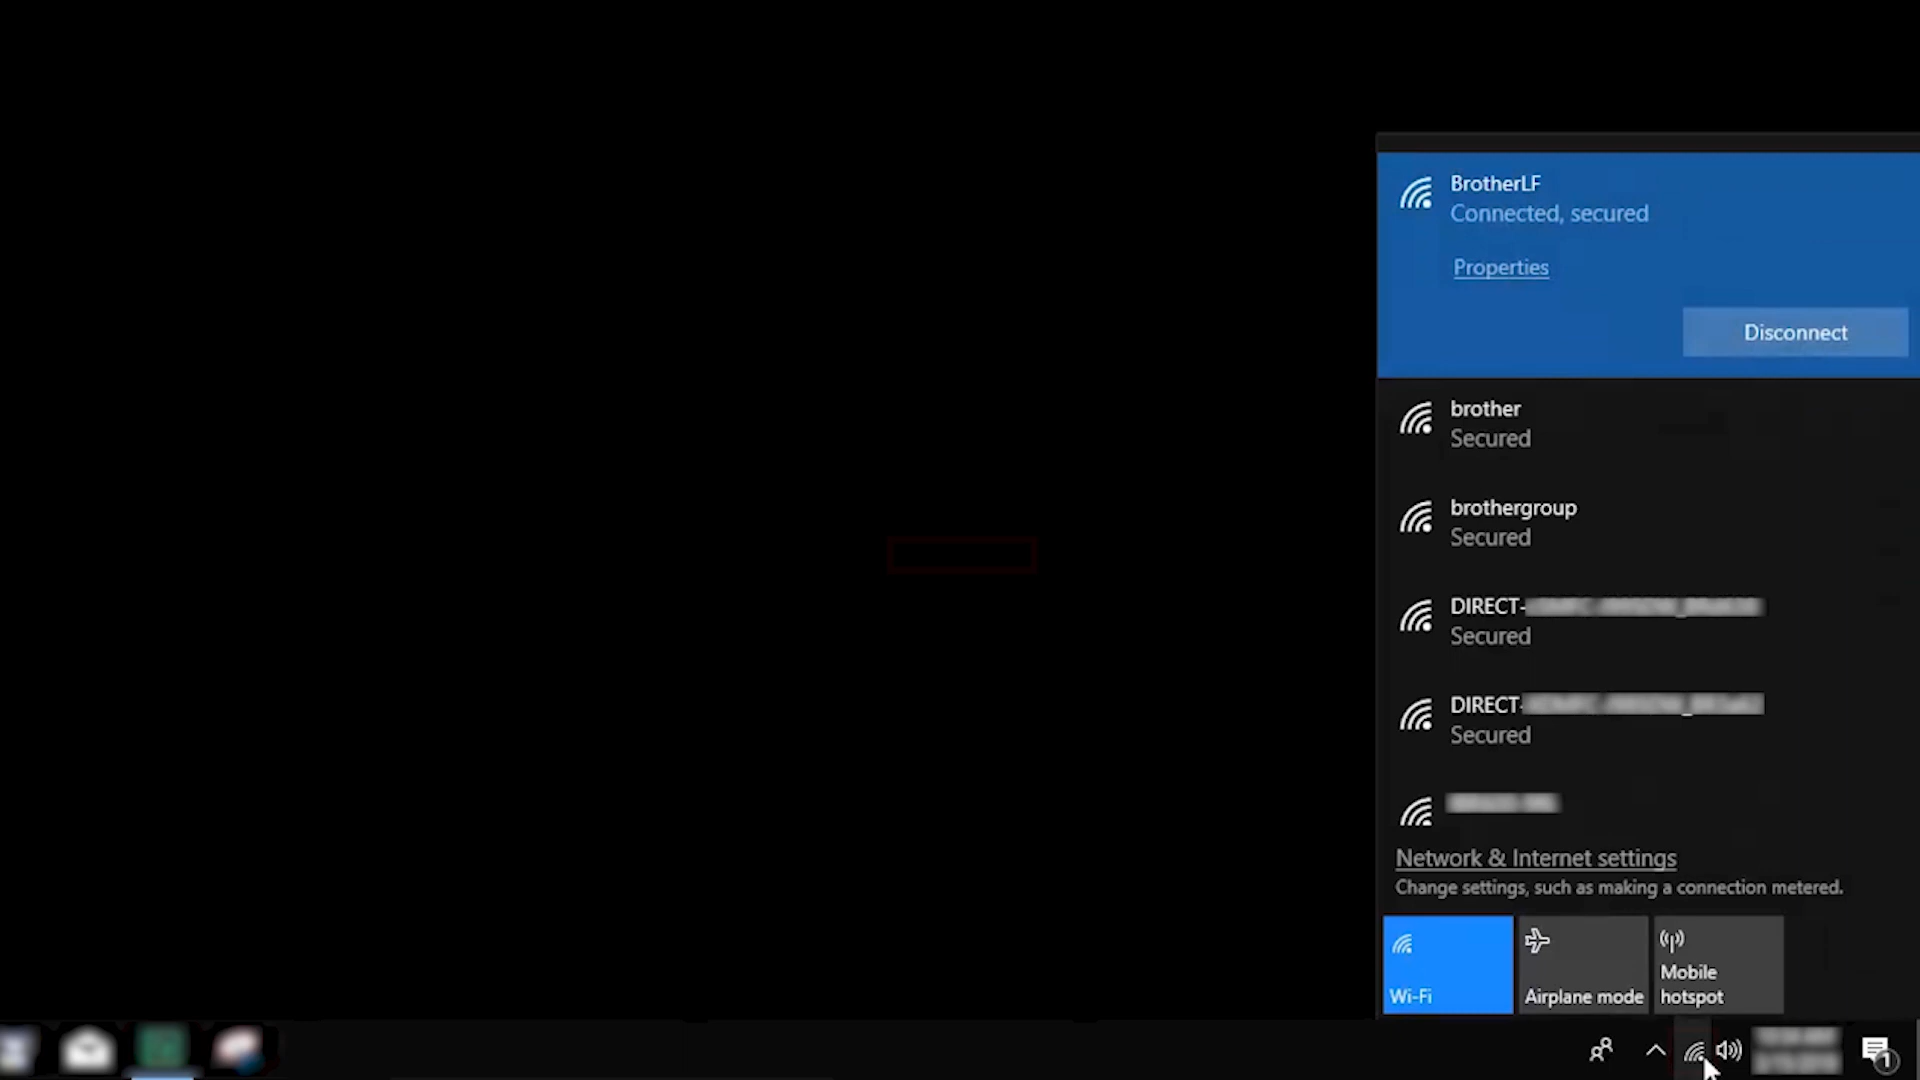 BrotherLF
Connected, secured
Properties
Disconnect
brother
Secured
brothergroup
Secured
DIRECT-
Secured
DIRECT-
Secured
Network & Internet settings
Change settings, such as making a connection metered.
Wi-Fi
Airplane mode
Mobile
hotspot
1